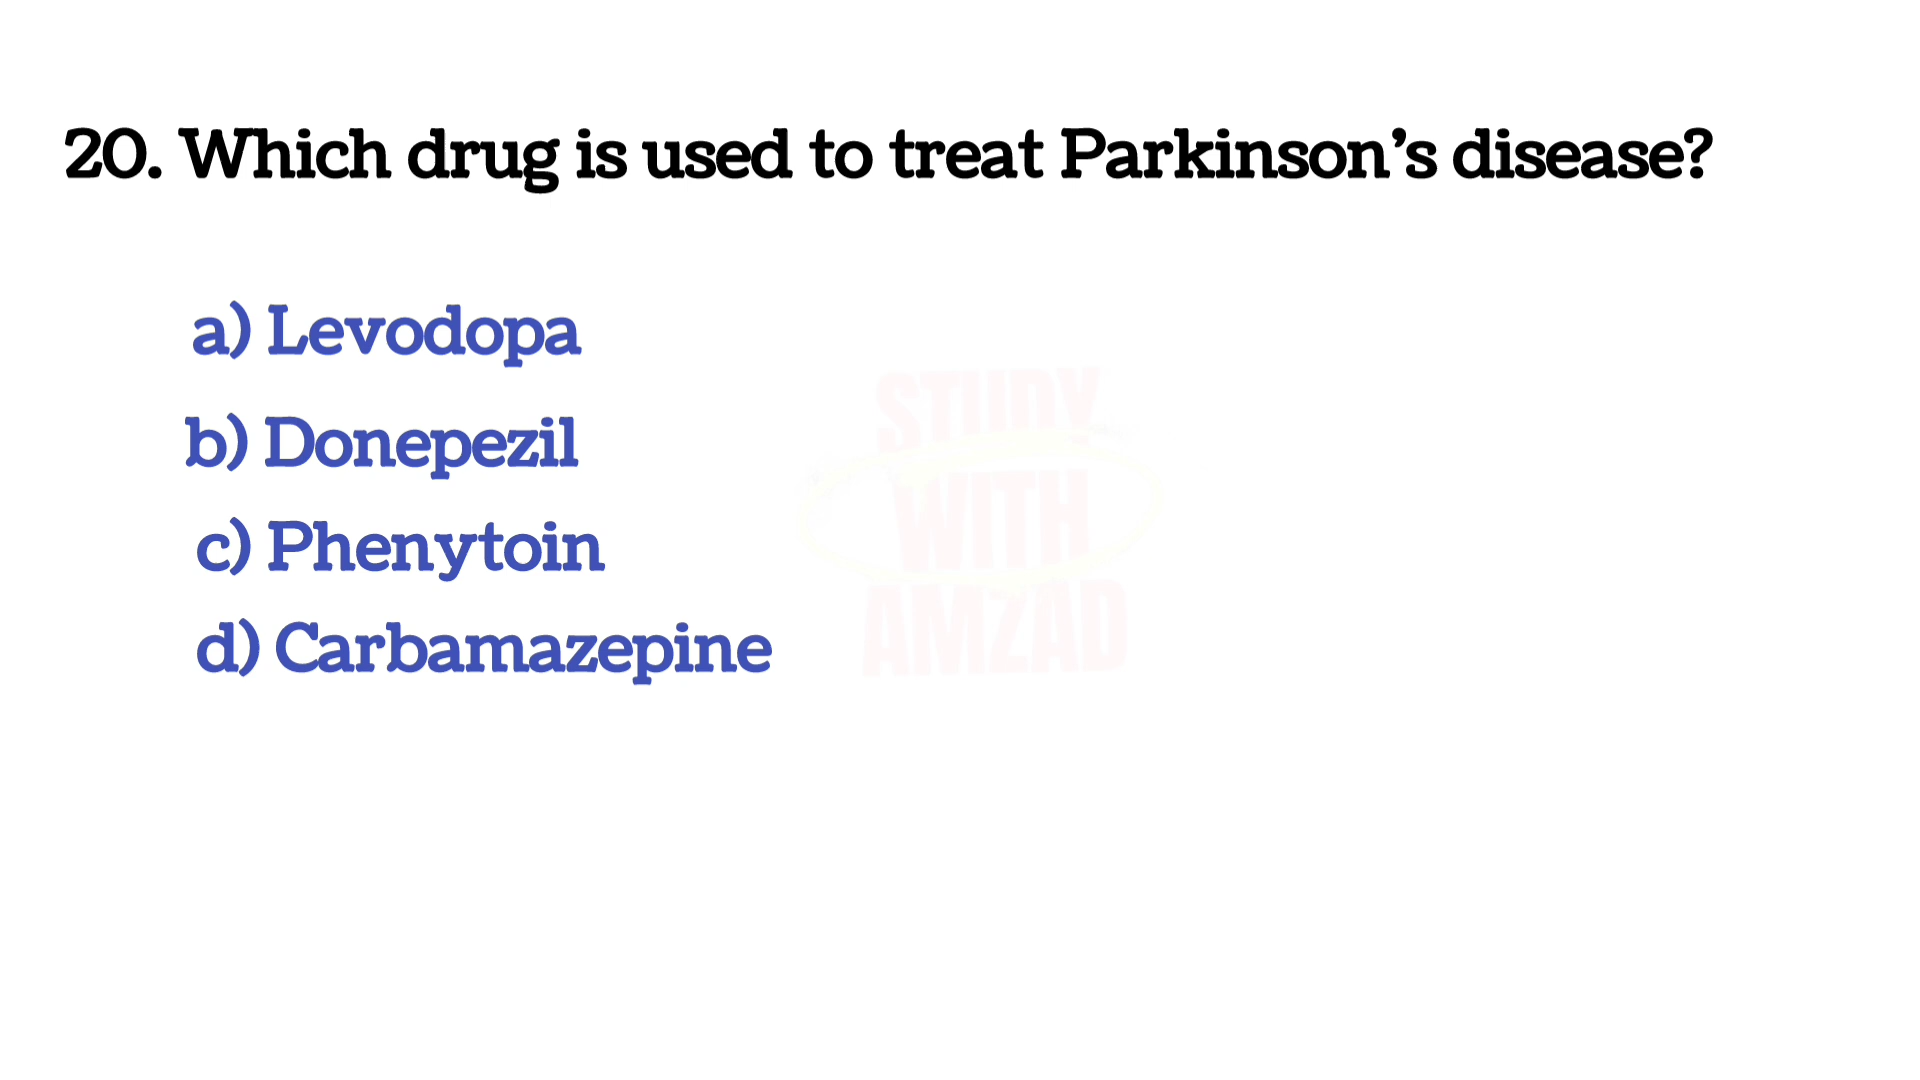 20. Which drug is used to treat Parkinson’s disease?
a) Levodopa
b) Donepezil
c) Phenytoin
d) Carbamazepine
STUDY
WITH
AMZAD